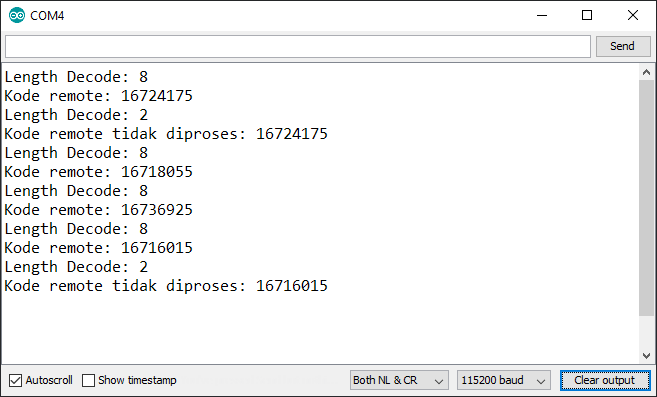 COM4
Send
Length Decode: 8
Kode remote: 16724175
Length Decode: 2
Kode remote tidak diproses: 16724175
Length Decode: 8
Kode remote: 16718055
Length Decode: 8
Kode remote: 16736925
Length Decode: 8
Kode remote: 16716015
Length Decode: 2
Kode remote tidak diproses: 16716015
Autoscroll Show timestamp Both NL & CR 115200 baud Clear output